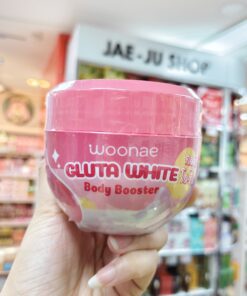 JAE-JU SHOP
woonae
GLUTA WHITE
Body Booster